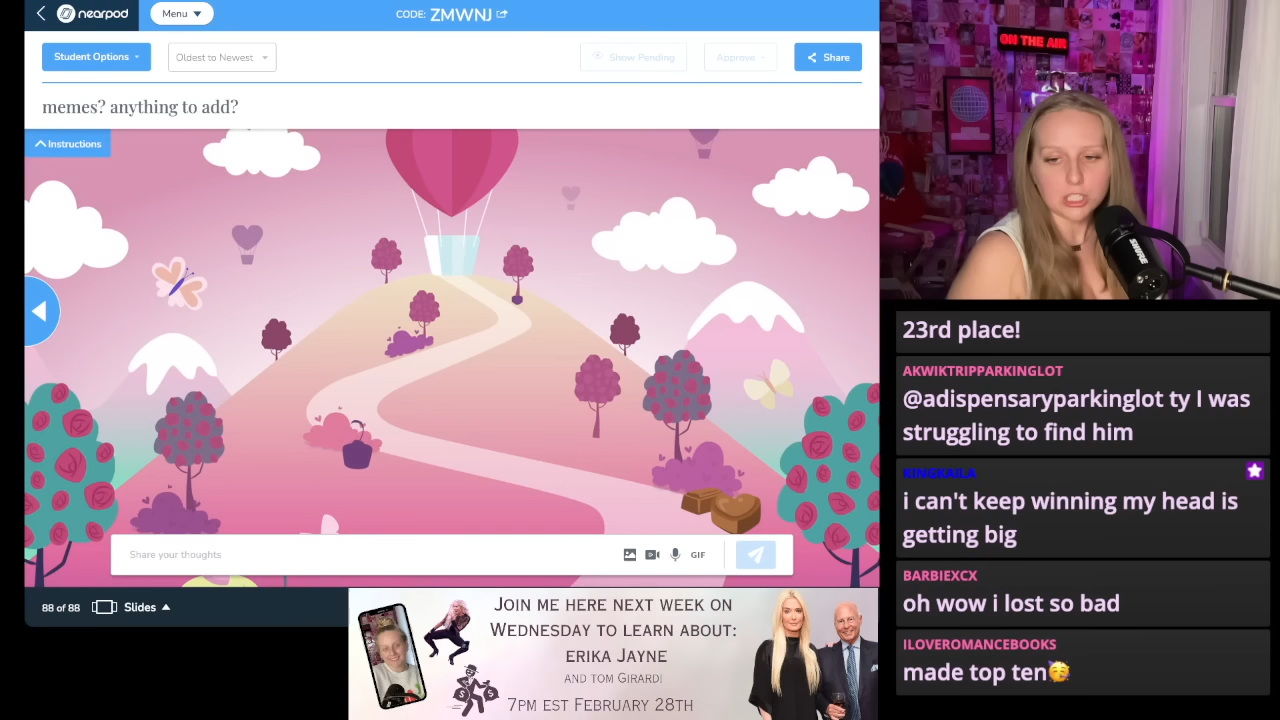 nearpod
Menu
CODE: ZMWNJ
Student Options
Oldest to Newest
Show Pending
Approve
Share
memes? anything to add?
Instructions
Share your thoughts
GIF
88 of 88
Slides
JOIN ME HERE NEXT WEEK ON
WEDNESDAY TO LEARN ABOUT:
ERIKA JAYNE
AND TOM GIRARDI
7PM EST FEBRUARY 28TH
ON THE AIR
SHURE
23rd place!
AKWIKTRIPPARKINGLOT
@adispensaryparkinglot ty I was
struggling to find him
KINGKAILA
i can't keep winning my head is
getting big
BARBIEXCX
oh wow i lost so bad
ILOVEROMANCEBOOKS
made top ten🥳